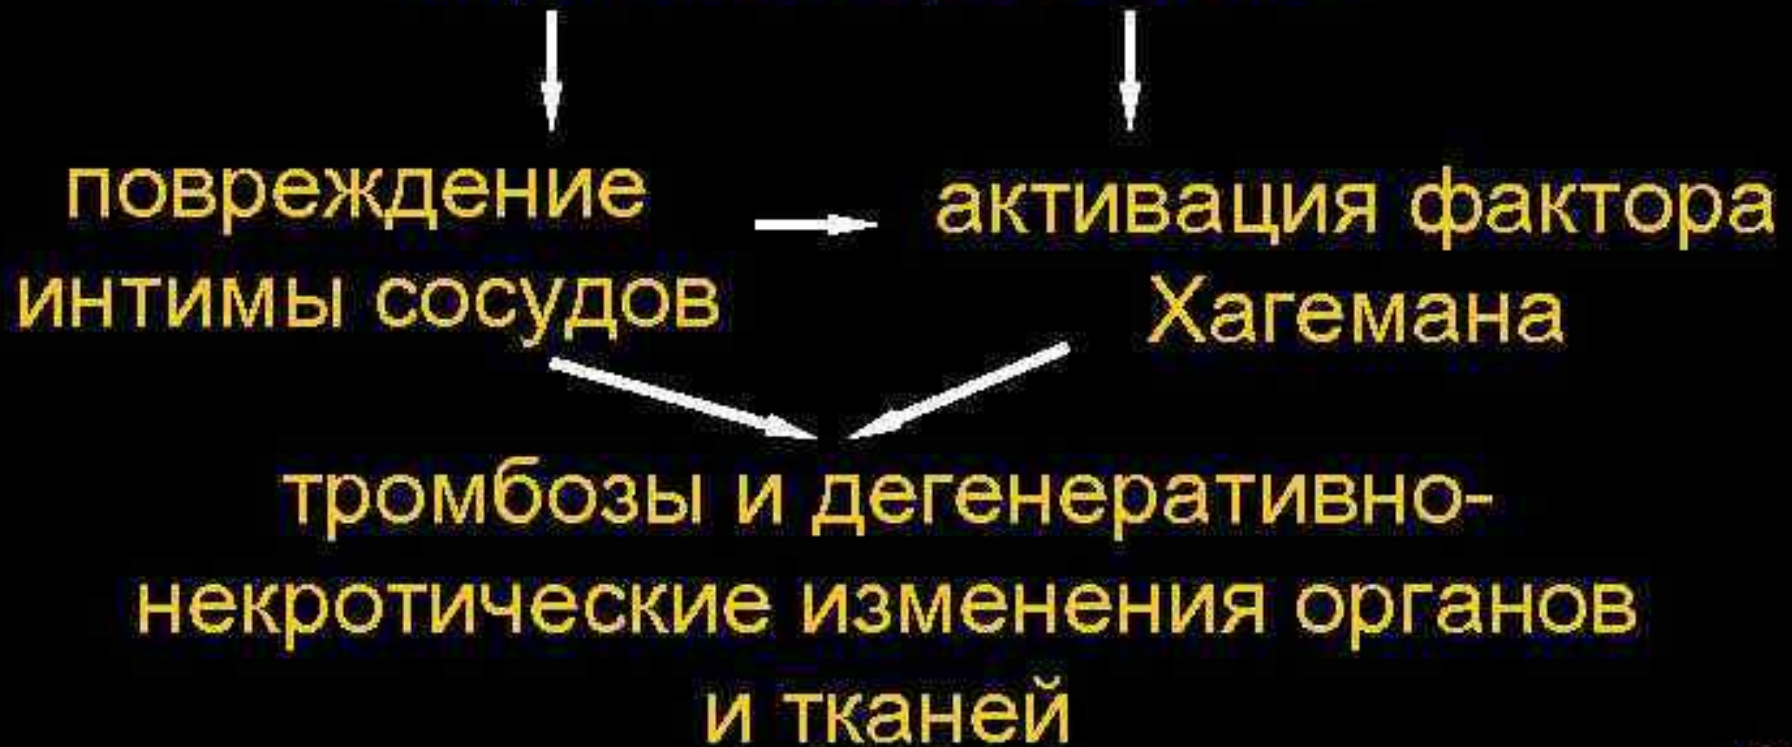 повреждение
интимы сосудов
активация фактора
Хагемана
тромбозы и дегенеративно-
некротические изменения органов
и тканей